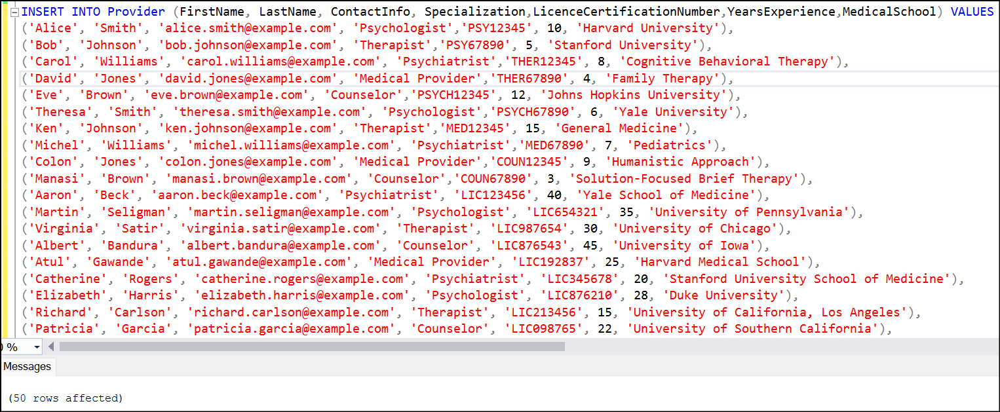 INSERT INTO Provider (FirstName, LastName, ContactInfo, Specialization,LicenceCertificationNumber,YearsExperience,MedicalSchool) VALUES
('Alice', 'Smith', 'alice.smith@example.com', 'Psychologist','PSY12345', 10, 'Harvard University'),
('Bob', 'Johnson', 'bob.johnson@example.com', 'Therapist','PSY67890', 5, 'Stanford University'),
('Carol', 'Williams', 'carol.williams@example.com', 'Psychiatrist','THER12345', 8, 'Cognitive Behavioral Therapy'),
('David', 'Jones', 'david.jones@example.com', 'Medical Provider','THER67890', 4, 'Family Therapy'),
('Eve', 'Brown', 'eve.brown@example.com', 'Counselor','PSYCH12345', 12, 'Johns Hopkins University'),
('Theresa', 'Smith', 'theresa.smith@example.com', 'Psychologist','PSYCH67890', 6, 'Yale University'),
('Ken', 'Johnson', 'ken.johnson@example.com', 'Therapist','MED12345', 15, 'General Medicine'),
('Michel', 'Williams', 'michel.williams@example.com', 'Psychiatrist','MED67890', 7, 'Pediatrics'),
('Colon', 'Jones', 'colon.jones@example.com', 'Medical Provider','COUN12345', 9, 'Humanistic Approach'),
('Manasi', 'Brown', 'manasi.brown@example.com', 'Counselor','COUN67890', 3, 'Solution-Focused Brief Therapy'),
('Aaron', 'Beck', 'aaron.beck@example.com', 'Psychiatrist', 'LIC123456', 40, 'Yale School of Medicine'),
('Martin', 'Seligman', 'martin.seligman@example.com', 'Psychologist', 'LIC654321', 35, 'University of Pennsylvania'),
('Virginia', 'Satir', 'virginia.satir@example.com', 'Therapist', 'LIC987654', 30, 'University of Chicago'),
('Albert', 'Bandura', 'albert.bandura@example.com', 'Counselor', 'LIC876543', 45, 'University of Iowa'),
('Atul', 'Gawande', 'atul.gawande@example.com', 'Medical Provider', 'LIC192837', 25, 'Harvard Medical School'),
('Catherine', 'Rogers', 'catherine.rogers@example.com', 'Psychiatrist', 'LIC345678', 20, 'Stanford University School of Medicine'),
('Elizabeth', 'Harris', 'elizabeth.harris@example.com', 'Psychologist', 'LIC876210', 28, 'Duke University'),
('Richard', 'Carlson', 'richard.carlson@example.com', 'Therapist', 'LIC213456', 15, 'University of California, Los Angeles'),
('Patricia', 'Garcia', 'patricia.garcia@example.com', 'Counselor', 'LIC098765', 22, 'University of Southern California'),
%
Messages
(50 rows affected)